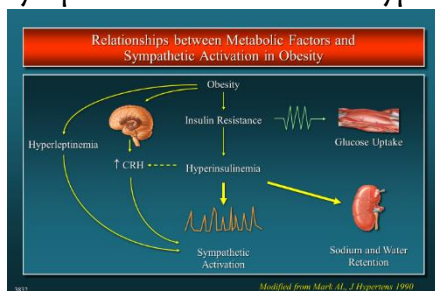 Relationships between Metabolic Factors and
Sympathetic Activation in Obesity
Obesity
Insulin Resistance
Glucose Uptake
Hyperleptinemia
↑ CRH
Hyperinsulinemia
Sympathetic
Activation
Sodium and Water
Retention
Modified from Mark AL, J Hypertens 1990